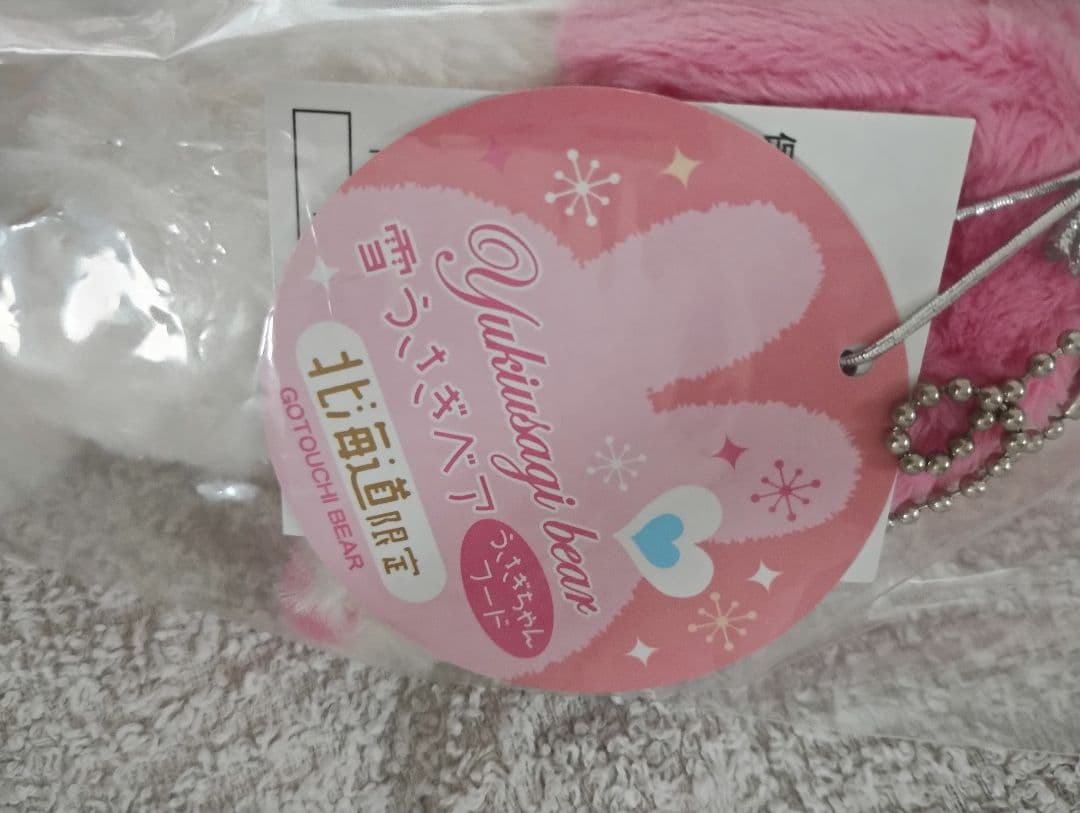 Yukiusagi bear
雪うさぎベア
うさぎちゃん
フード
北海道限定
GOTOUCHI BEAR